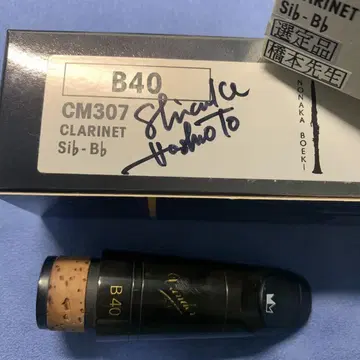 CLARINET
Sib-Bb
選定品
橋本先生
B40
CM307
CLARINET
Sib-Bb
HashimoTo
NONAKA BOEKI
B40
Vandoren